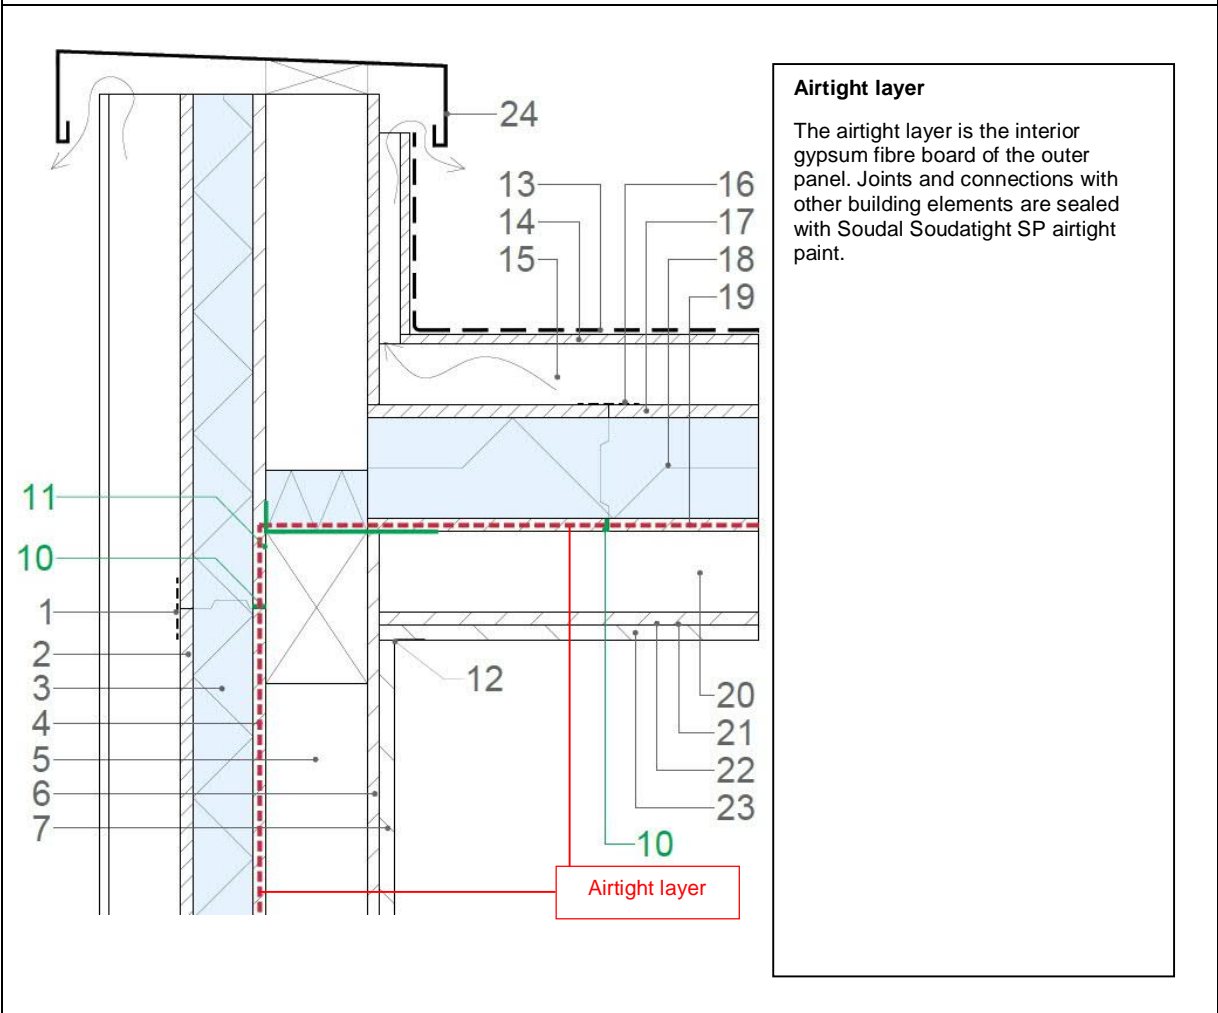 24
13
14
15
16
17
18
19
11
10
1
2
3
4
5
6
7
12
20
21
22
23
10
Airtight layer
Airtight layer
The airtight layer is the interior
gypsum fibre board of the outer
panel. Joints and connections with
other building elements are sealed
with Soudal Soudatight SP airtight
paint.